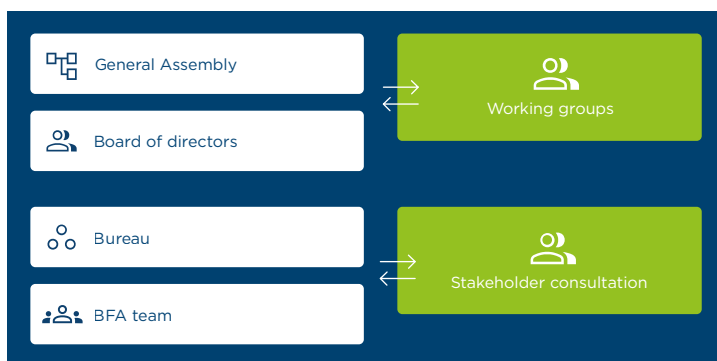 General Assembly
Working groups
Board of directors
Bureau
Stakeholder consultation
BFA team